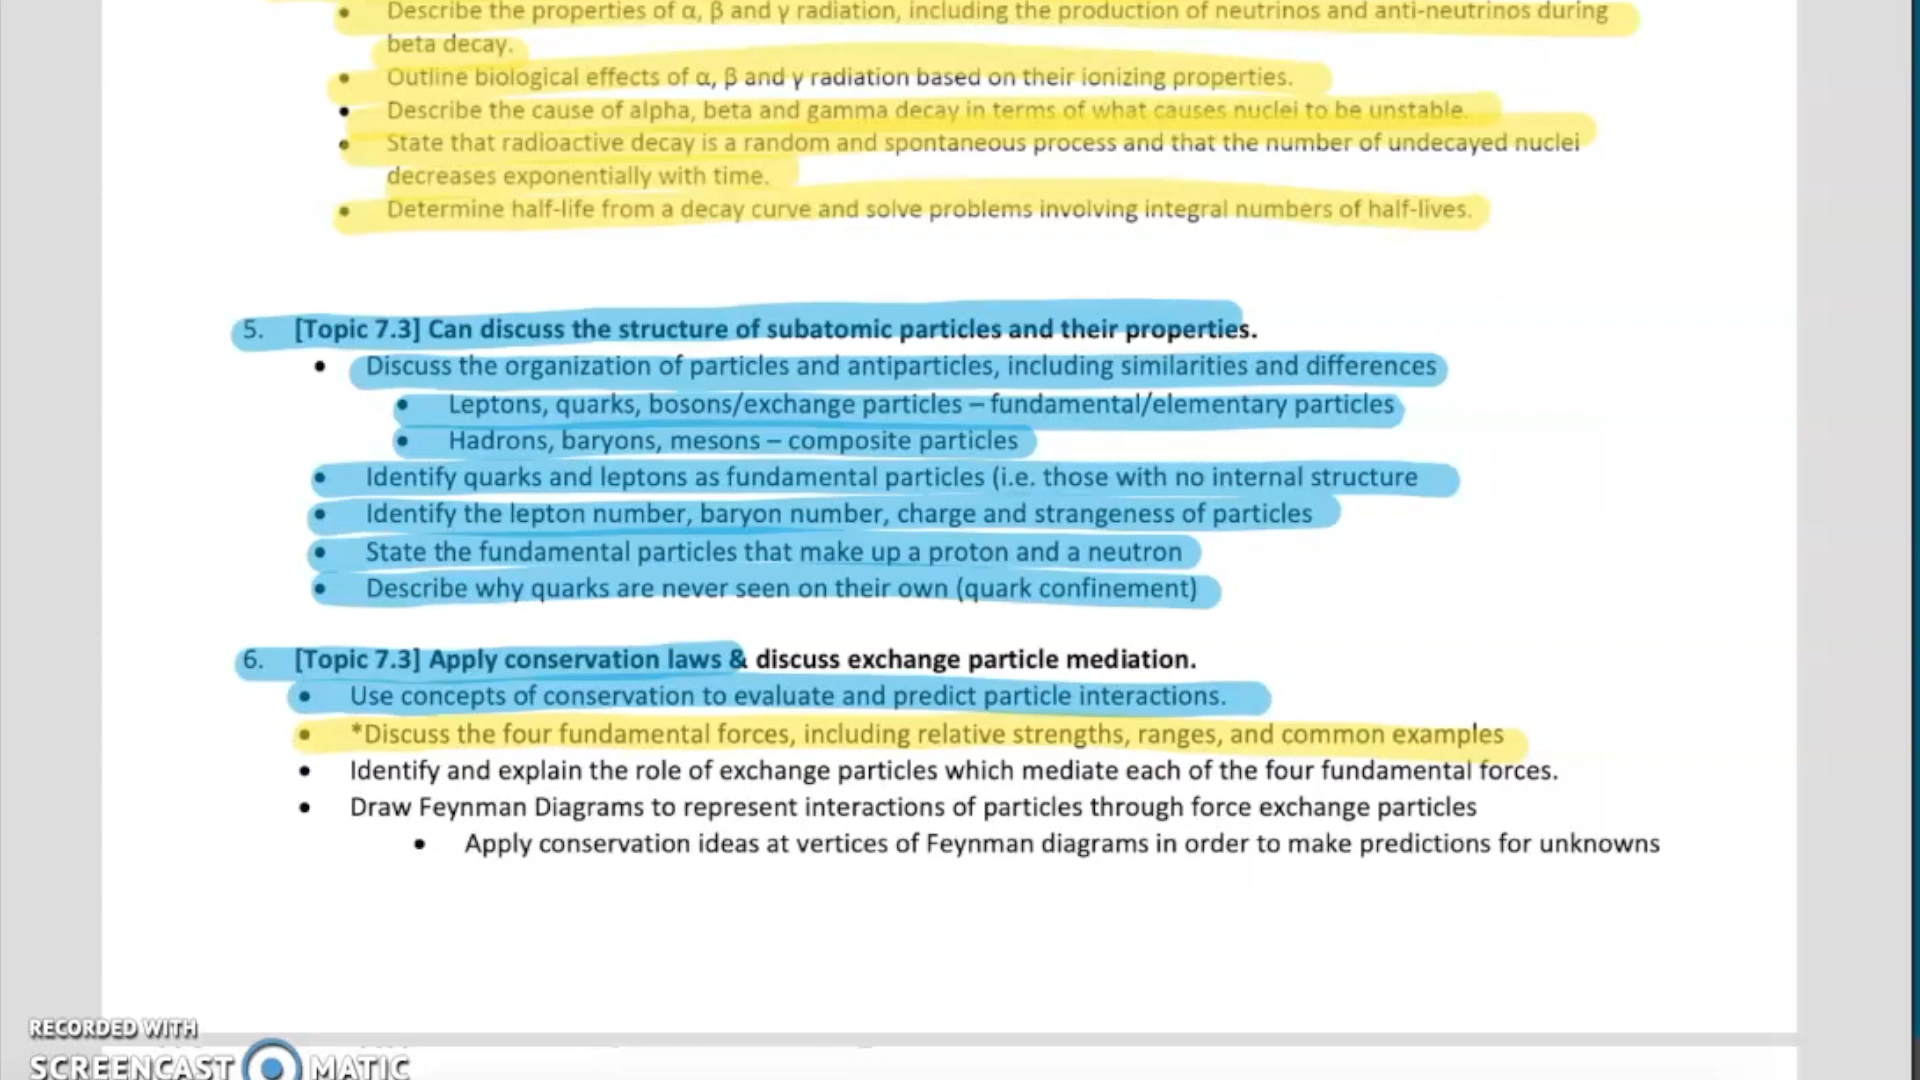 • Describe the properties of α, β and γ radiation, including the production of neutrinos and anti-neutrinos during
beta decay.
• Outline biological effects of α, β and γ radiation based on their ionizing properties.
• Describe the cause of alpha, beta and gamma decay in terms of what causes nuclei to be unstable.
• State that radioactive decay is a random and spontaneous process and that the number of undecayed nuclei
decreases exponentially with time.
• Determine half-life from a decay curve and solve problems involving integral numbers of half-lives.
5. [Topic 7.3] Can discuss the structure of subatomic particles and their properties.
• Discuss the organization of particles and antiparticles, including similarities and differences
• Leptons, quarks, bosons/exchange particles – fundamental/elementary particles
• Hadrons, baryons, mesons – composite particles
• Identify quarks and leptons as fundamental particles (i.e. those with no internal structure
• Identify the lepton number, baryon number, charge and strangeness of particles
• State the fundamental particles that make up a proton and a neutron
• Describe why quarks are never seen on their own (quark confinement)
6. [Topic 7.3] Apply conservation laws & discuss exchange particle mediation.
• Use concepts of conservation to evaluate and predict particle interactions.
• *Discuss the four fundamental forces, including relative strengths, ranges, and common examples
• Identify and explain the role of exchange particles which mediate each of the four fundamental forces.
• Draw Feynman Diagrams to represent interactions of particles through force exchange particles
• Apply conservation ideas at vertices of Feynman diagrams in order to make predictions for unknowns
RECORDED WITH
SCREENCAST MATIC